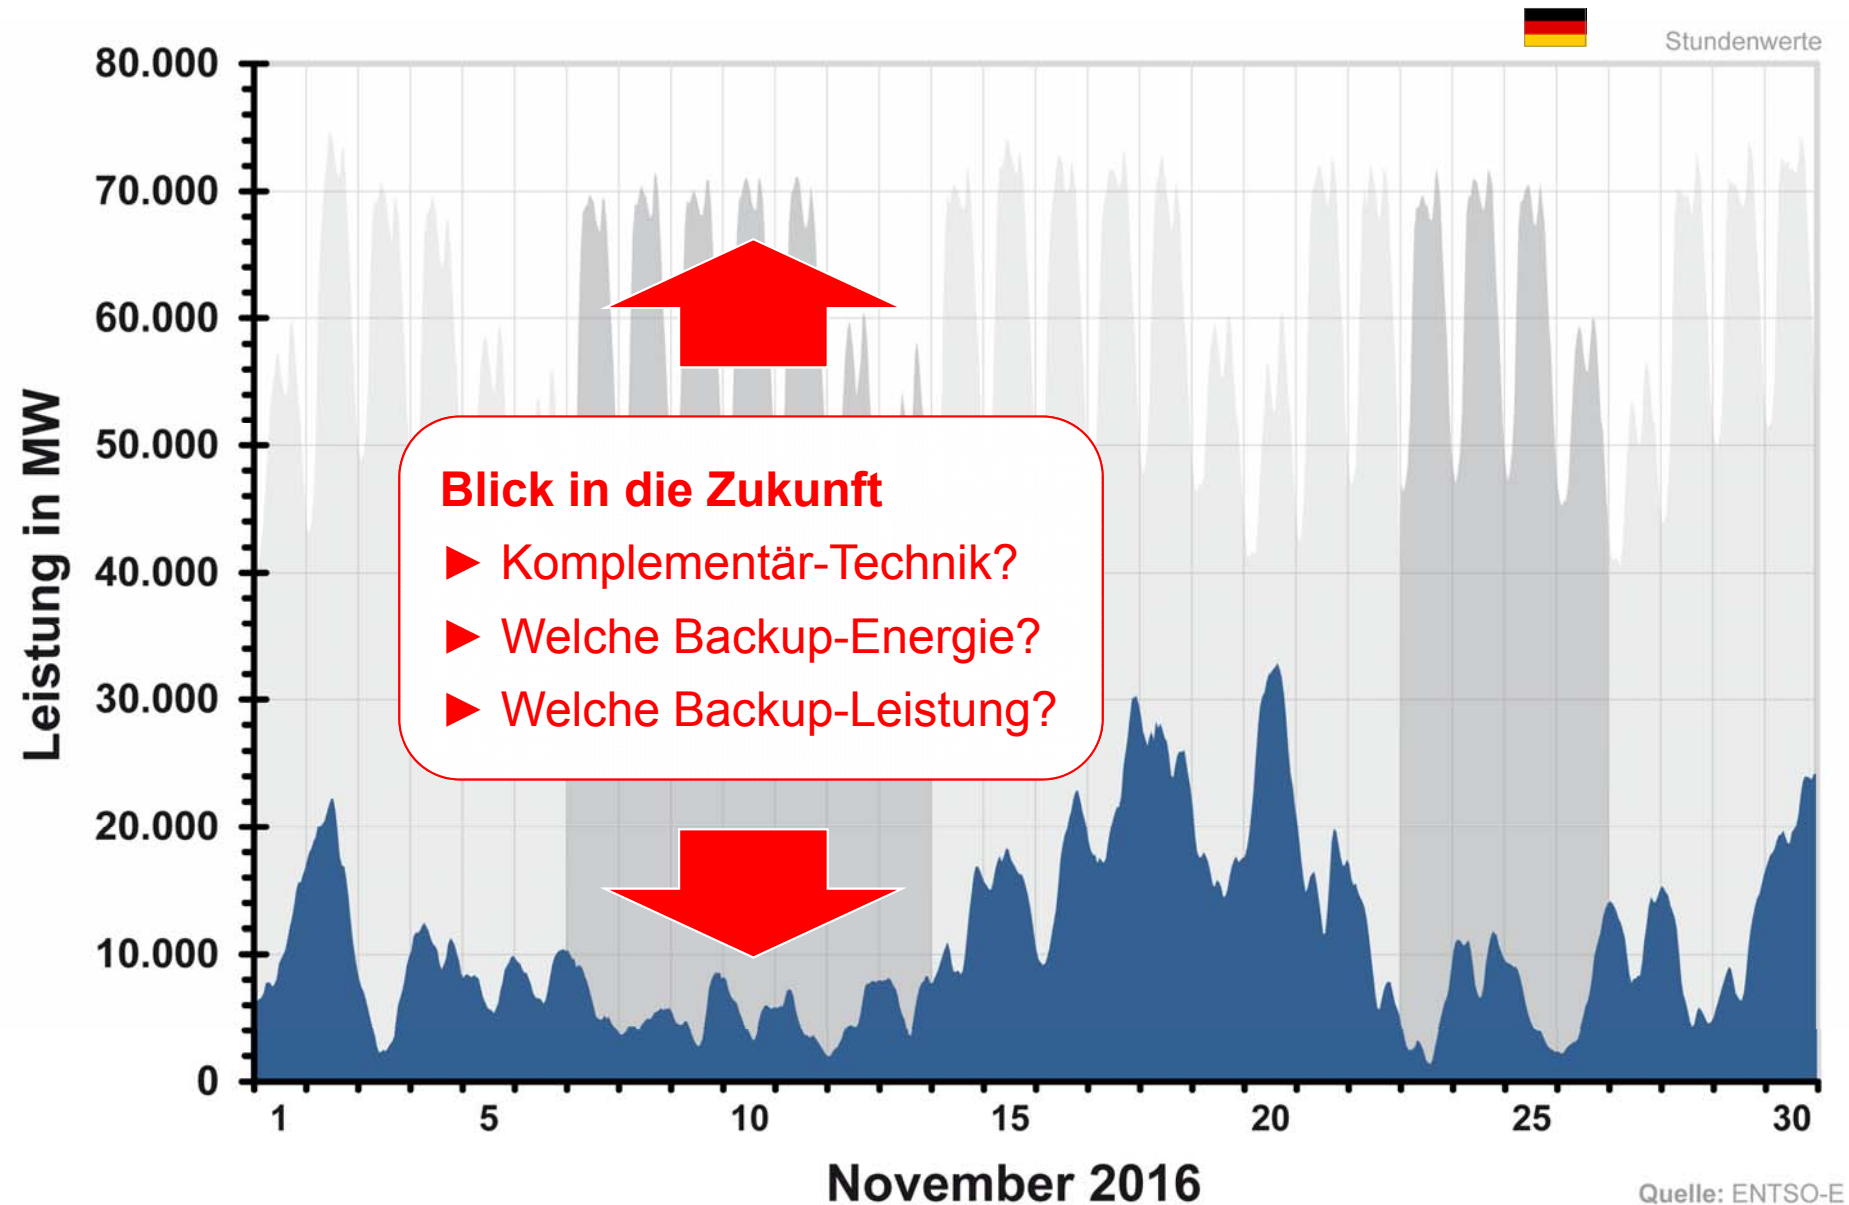 Stundenwerte
80.000
70.000
60.000
50.000
40.000
30.000
20.000
10.000
0
Leistung in MW
Blick in die Zukunft
► Komplementär-Technik?
► Welche Backup-Energie?
► Welche Backup-Leistung?
1 5 10 15 20 25 30
November 2016
Quelle: ENTSO-E